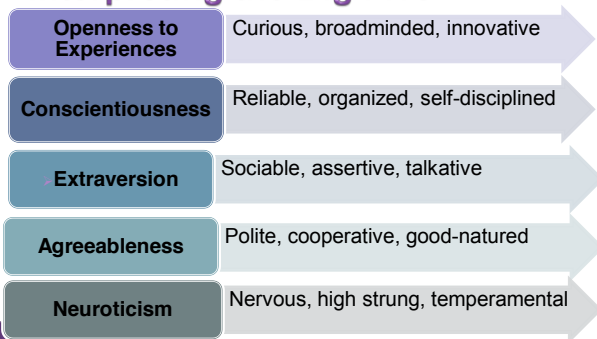 Openness to
Experiences
Curious, broadminded, innovative
Conscientiousness
Reliable, organized, self-disciplined
Extraversion
Sociable, assertive, talkative
Agreeableness
Polite, cooperative, good-natured
Neuroticism
Nervous, high strung, temperamental